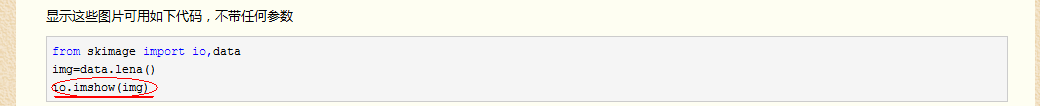 显示这些图片可用如下代码，不带任何参数
from skimage import io,data
img=data.lena()
io.imshow(img)